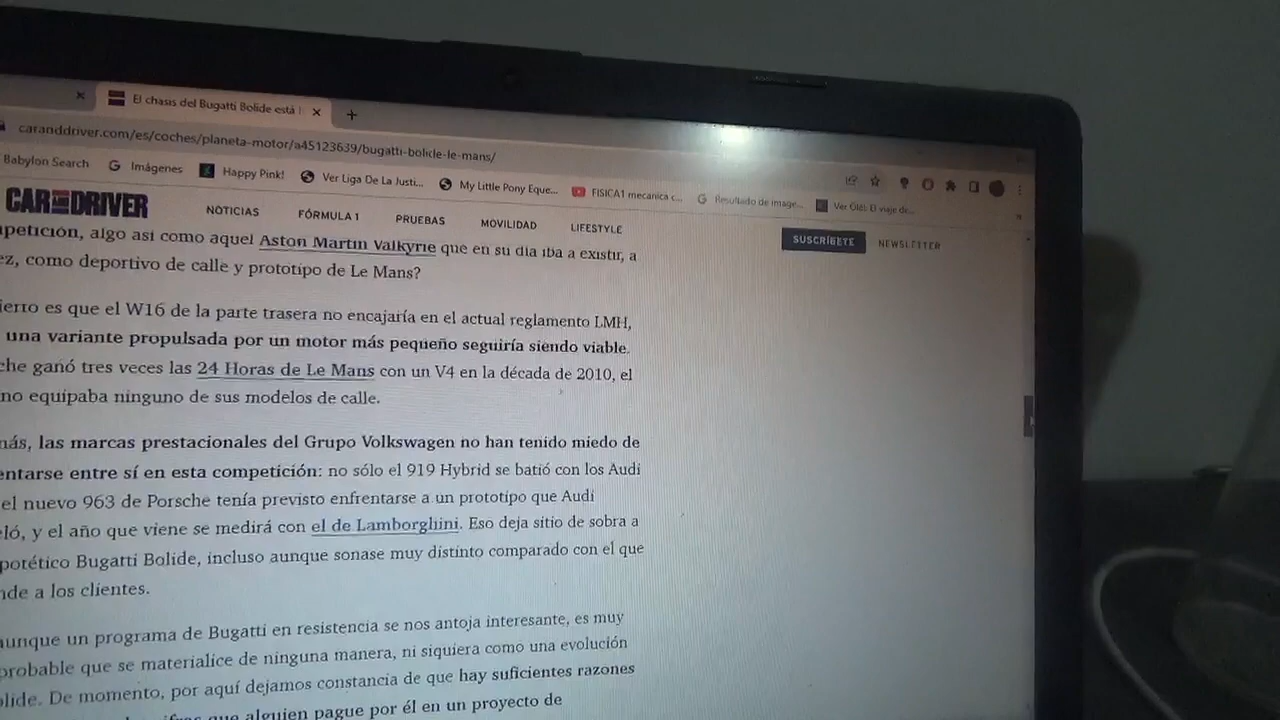 El chasis del Bugatti Bolide está
caranddriver.com/es/coches/planeta-motor/a45123639/bugatti-bolide-le-mans/
Babylon Search Imágenes Happy Pink! Ver Liga De La Justi... My Little Pony Eque... FISICA1 mecanica c... Resultado de image... Ver Olá!: El viaje de...
CAR AND DRIVER NOTICIAS FÓRMULA 1 PRUEBAS MOVILIDAD LIFESTYLE SUSCRÍBETE NEWSLETTER
petición, algo así como aquel Aston Martin Valkyrie que en su día iba a existir, a
ez, como deportivo de calle y prototipo de Le Mans?
ierto es que el W16 de la parte trasera no encajaría en el actual reglamento LMH,
una variante propulsada por un motor más pequeño seguiría siendo viable.
che ganó tres veces las 24 Horas de Le Mans con un V4 en la década de 2010, el
no equipaba ninguno de sus modelos de calle.
más, las marcas prestacionales del Grupo Volkswagen no han tenido miedo de
entarse entre sí en esta competición: no sólo el 919 Hybrid se batió con los Audi
el nuevo 963 de Porsche tenía previsto enfrentarse a un prototipo que Audi
eló, y el año que viene se medirá con el de Lamborghini. Eso deja sitio de sobra a
potético Bugatti Bolide, incluso aunque sonase muy distinto comparado con el que
nde a los clientes.
aunque un programa de Bugatti en resistencia se nos antoja interesante, es muy
probable que se materialice de ninguna manera, ni siquiera como una evolución
olide. De momento, por aquí dejamos constancia de que hay suficientes razones
que alguien pague por él en un proyecto de